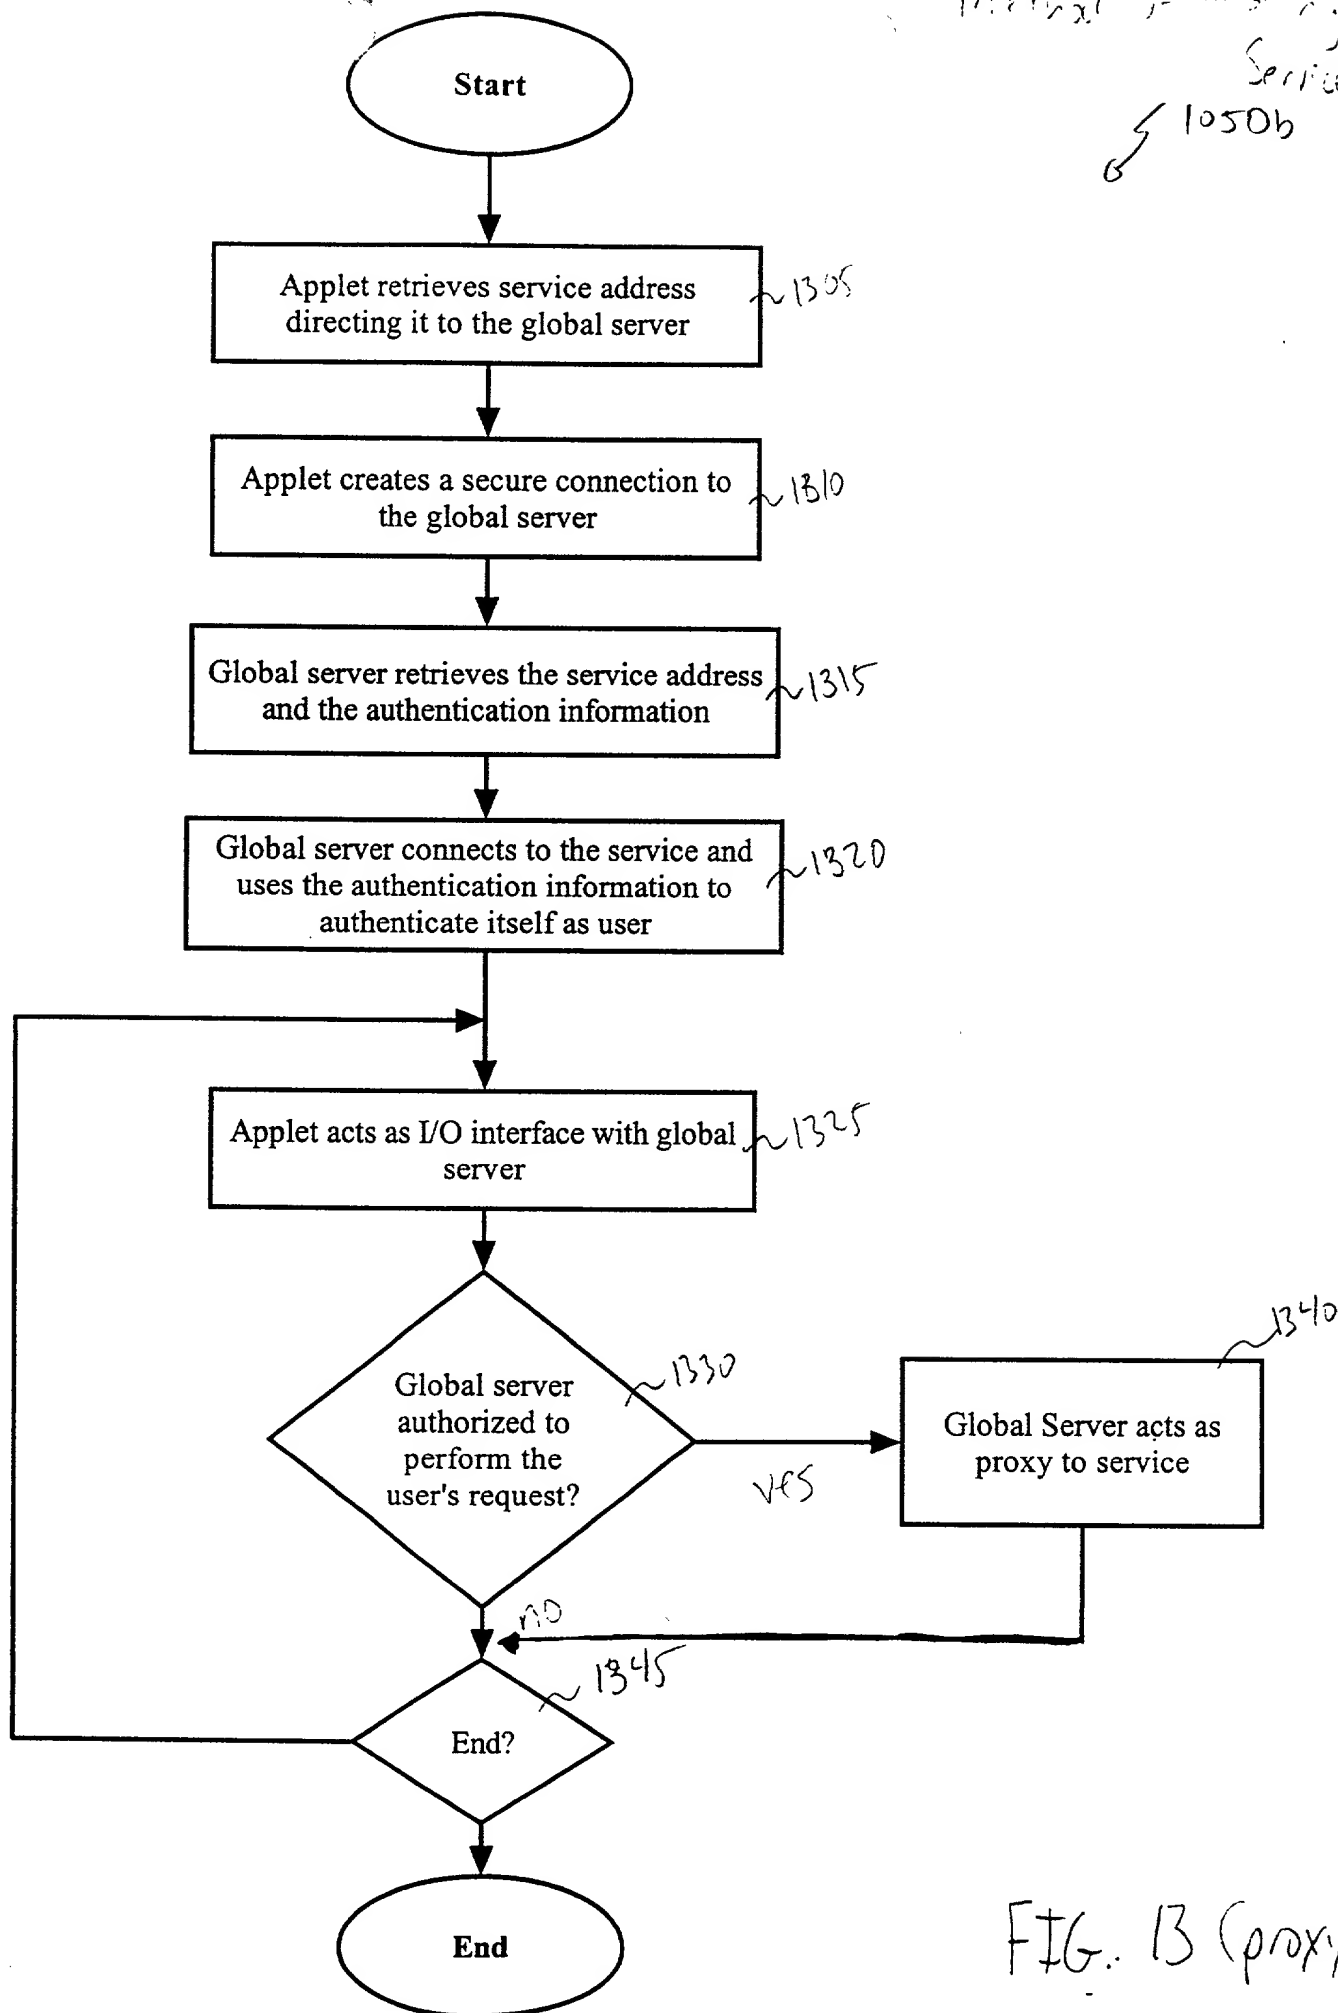 Service
1050b
Start
Applet retrieves service address
directing it to the global server
1305
Applet creates a secure connection to
the global server
1310
Global server retrieves the service address
and the authentication information
1315
Global server connects to the service and
uses the authentication information to
authenticate itself as user
1320
Applet acts as I/O interface with global
server
1325
Global server
authorized to
perform the
user's request?
1330
yes
1340
Global Server acts as
proxy to service
no
1345
End?
End
FIG. 13 (proxy